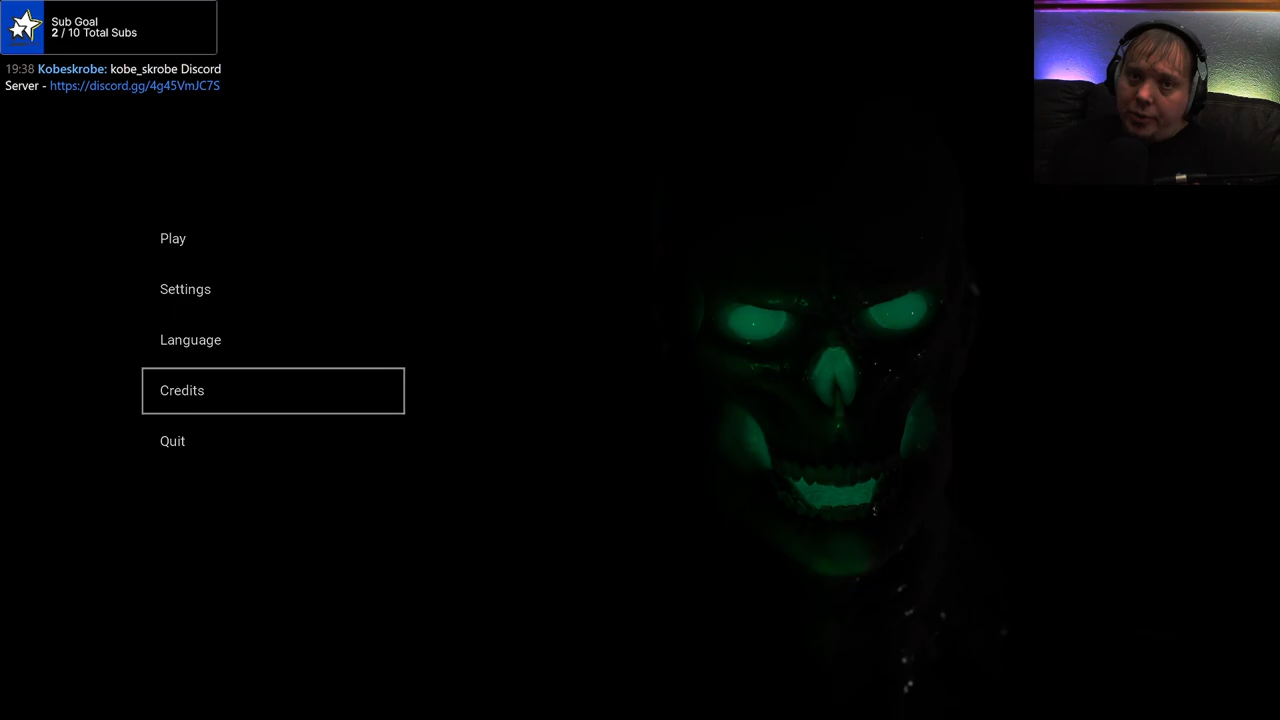 Sub Goal
2 / 10 Total Subs
19:38 Kobeskrobe: kobe_skrobe Discord
Server - https://discord.gg/4g45VmJC7S
Play
Settings
Language
Credits
Quit